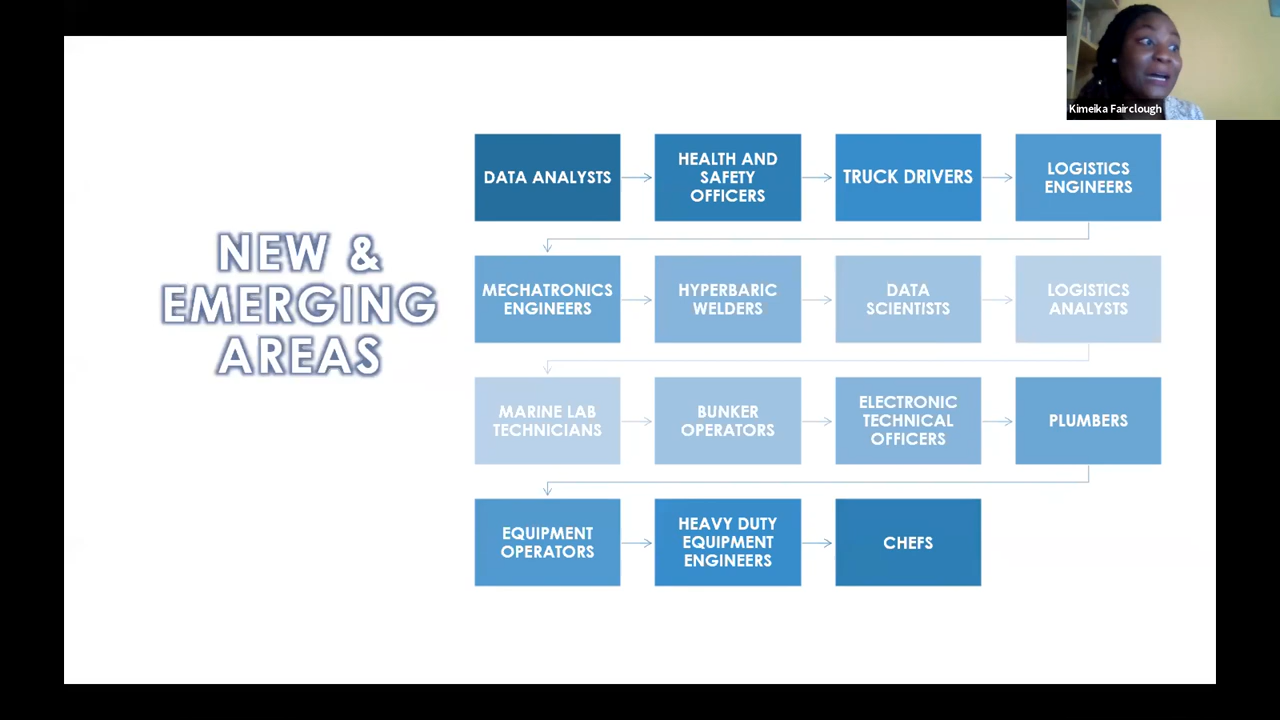 Kimeika Fairclough
NEW &
EMERGING
AREAS
DATA ANALYSTS
HEALTH AND
SAFETY
OFFICERS
TRUCK DRIVERS
LOGISTICS
ENGINEERS
MECHATRONICS
ENGINEERS
HYPERBARIC
WELDERS
DATA
SCIENTISTS
LOGISTICS
ANALYSTS
MARINE LAB
TECHNICIANS
BUNKER
OPERATORS
ELECTRONIC
TECHNICAL
OFFICERS
PLUMBERS
EQUIPMENT
OPERATORS
HEAVY DUTY
EQUIPMENT
ENGINEERS
CHEFS